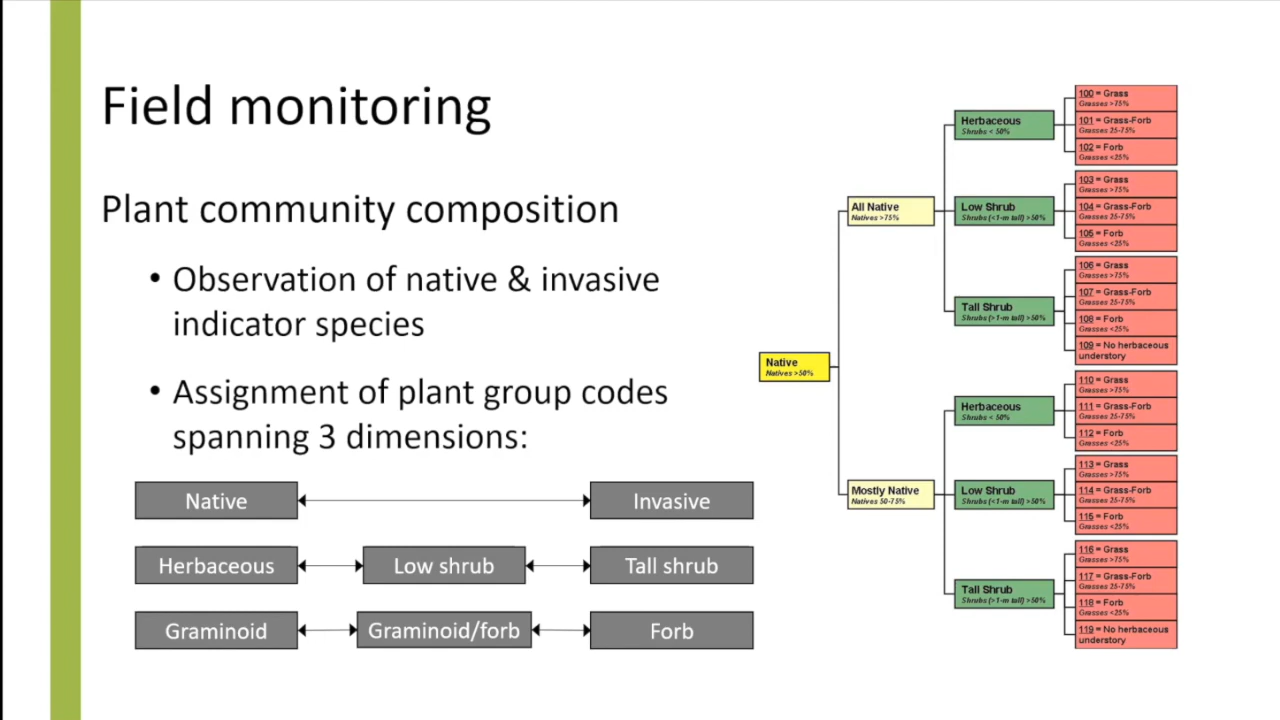 Field monitoring
Plant community composition
• Observation of native & invasive
indicator species
• Assignment of plant group codes
spanning 3 dimensions:
Native
Invasive
Herbaceous
Low shrub
Tall shrub
Graminoid
Graminoid/forb
Forb
Native
Natives >50%
All Native
Natives >75%
Herbaceous
Shrubs < 50%
100 = Grass
Grasses >75%
101 = Grass-Forb
Grasses 25-75%
102 = Forb
Grasses <25%
Low Shrub
Shrubs (<1-m tall) >50%
103 = Grass
Grasses >75%
104 = Grass-Forb
Grasses 25-75%
105 = Forb
Grasses <25%
Tall Shrub
Shrubs (>1-m tall) >50%
106 = Grass
Grasses >75%
107 = Grass-Forb
Grasses 25-75%
108 = Forb
Grasses <25%
109 = No herbaceous
understory
Mostly Native
Natives 50-75%
Herbaceous
Shrubs < 50%
110 = Grass
Grasses >75%
111 = Grass-Forb
Grasses 25-75%
112 = Forb
Grasses <25%
Low Shrub
Shrubs (<1-m tall) >50%
113 = Grass
Grasses >75%
114 = Grass-Forb
Grasses 25-75%
115 = Forb
Grasses <25%
Tall Shrub
Shrubs (>1-m tall) >50%
116 = Grass
Grasses >75%
117 = Grass-Forb
Grasses 25-75%
118 = Forb
Grasses <25%
119 = No herbaceous
understory